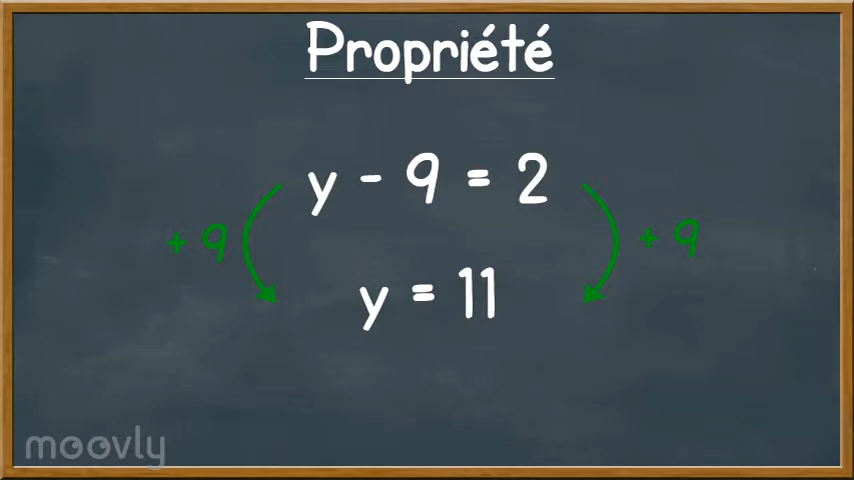 Propriété
y - 9 = 2
+ 9
+ 9
y = 11
moovly